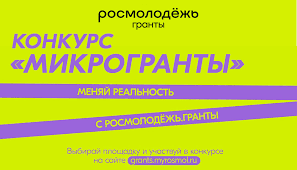 росмолодёжь
гранты
КОНКУРС
«МИКРОГРАНТЫ»
МЕНЯЙ РЕАЛЬНОСТЬ
С РОСМОЛОДЁЖЬ.ГРАНТЫ
Выбирай площадку и участвуй в конкурсе
на сайте grants.myrosmol.ru